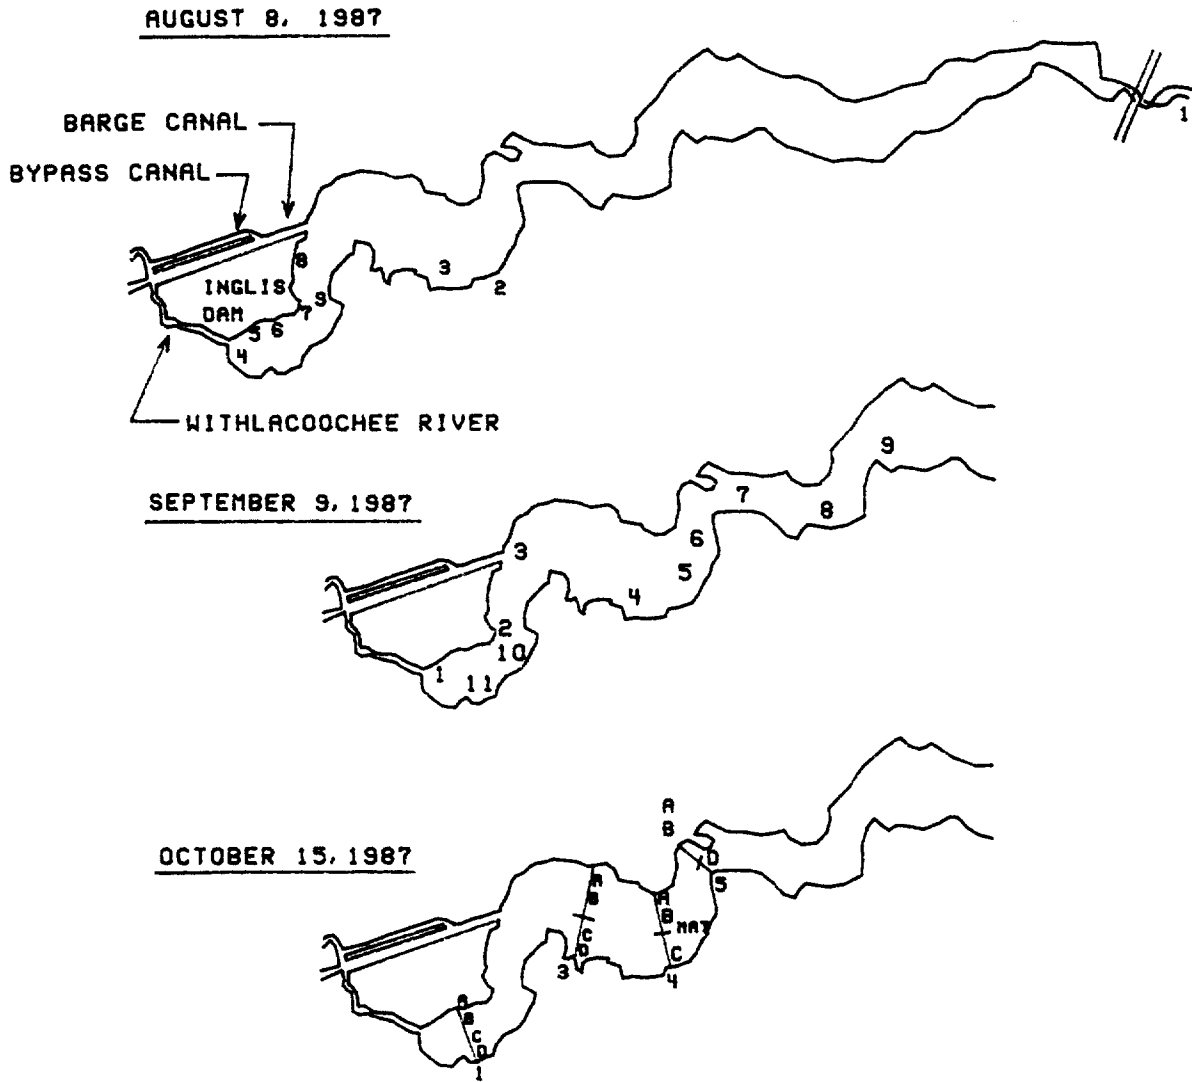 AUGUST 8, 1987
BARGE CANAL
BYPASS CANAL
1
8
3
2
INGLIS
9
DAM
7
5
6
4
WITHLACOOCHEE RIVER
SEPTEMBER 9, 1987
9
7
8
3
6
5
4
2
10
1
11
OCTOBER 15, 1987
A
B
D
5
A
B
C
D
3
A
B
MAT
C
4
A
B
C
D
1